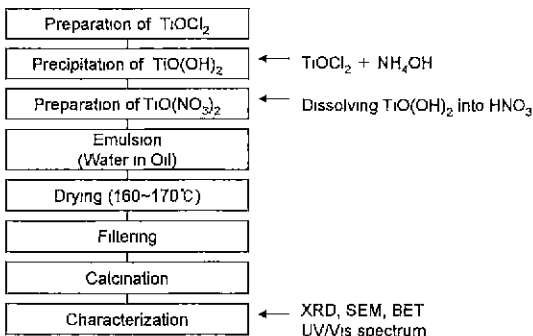 Preparation of TiOCl₂
Precipitation of TiO(OH)₂
TiOCl₂ + NH₄OH
Preparation of TiO(NO₃)₂
Dissolving TiO(OH)₂ into HNO₃
Emulsion
(Water in Oil)
Drying (160~170℃)
Filtering
Calcination
Characterization
XRD, SEM, BET
UV/Vis spectrum